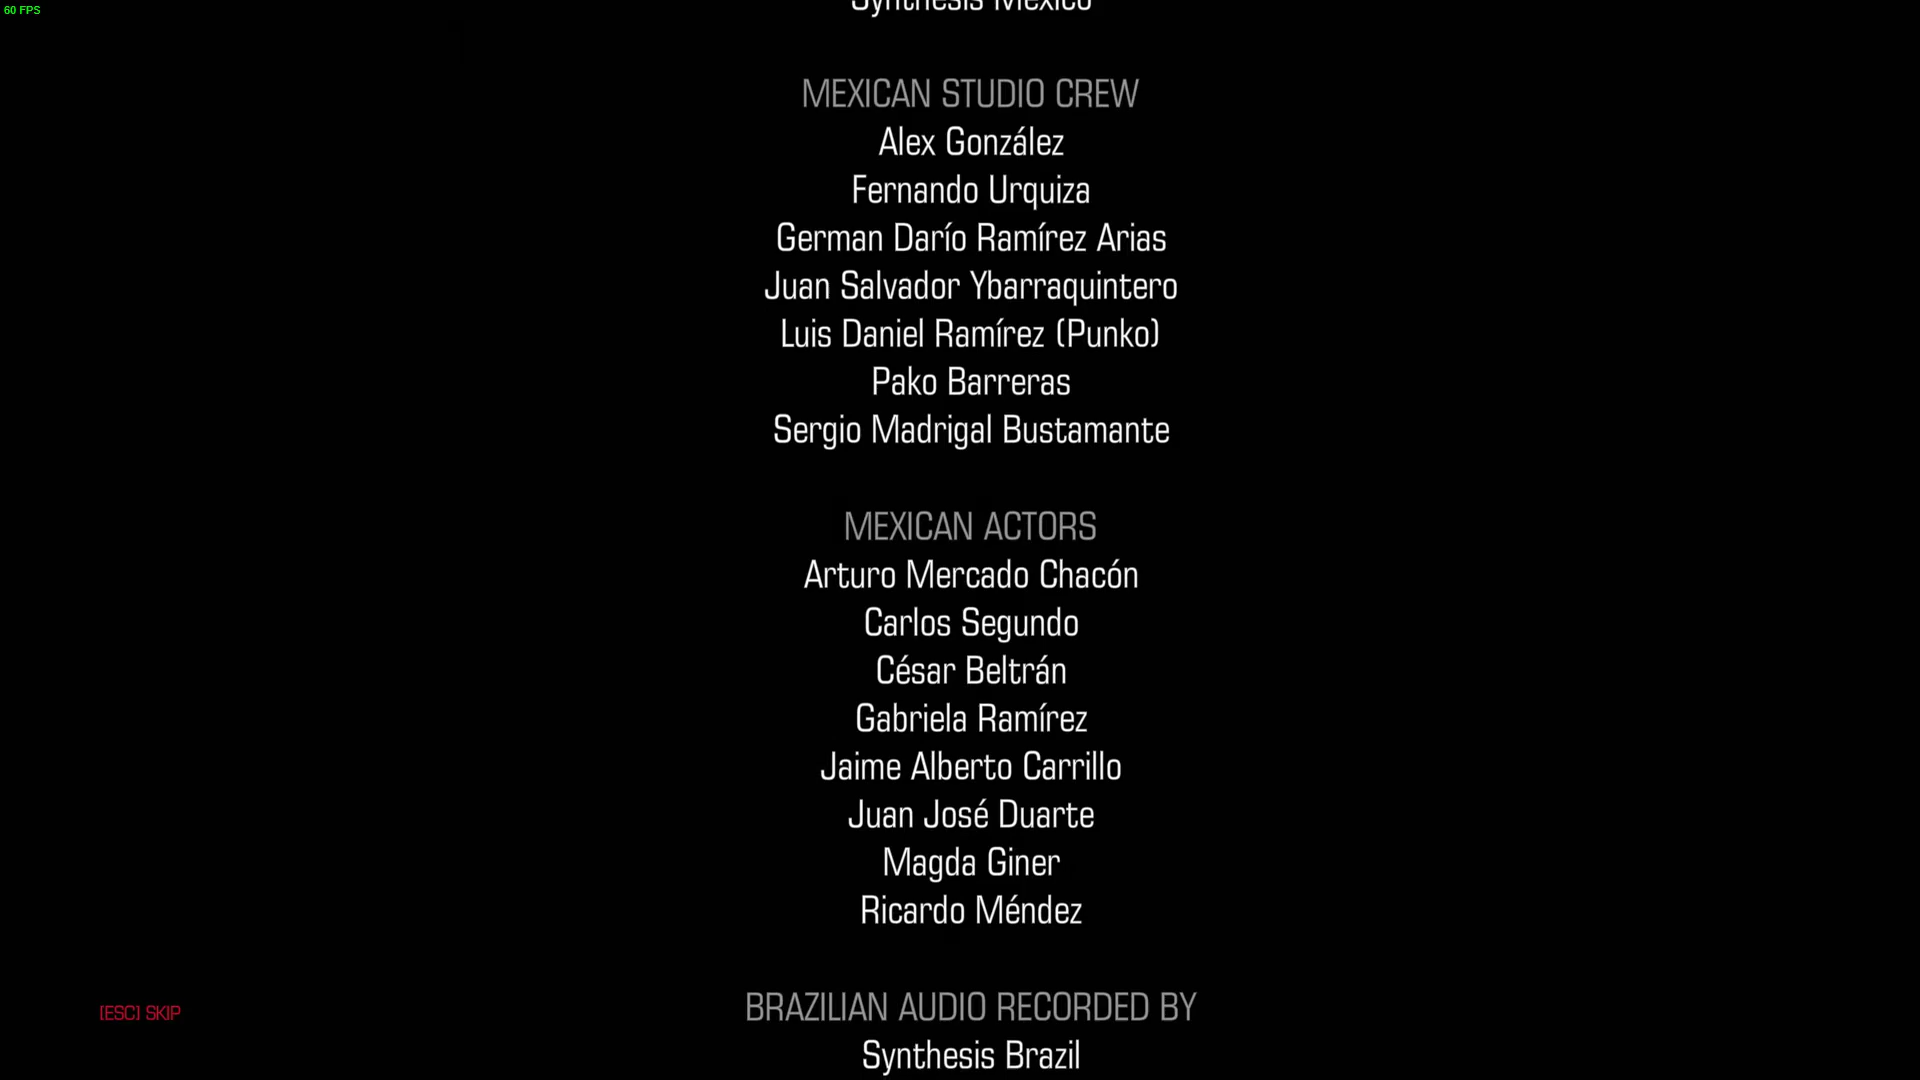 60 FPS
Synthesis Mexico
MEXICAN STUDIO CREW
Alex González
Fernando Urquiza
German Darío Ramírez Arias
Juan Salvador Ybarraquintero
Luis Daniel Ramírez (Punko)
Pako Barreras
Sergio Madrigal Bustamante
MEXICAN ACTORS
Arturo Mercado Chacón
Carlos Segundo
César Beltrán
Gabriela Ramírez
Jaime Alberto Carrillo
Juan José Duarte
Magda Giner
Ricardo Méndez
BRAZILIAN AUDIO RECORDED BY
[ESC] SKIP
Synthesis Brazil